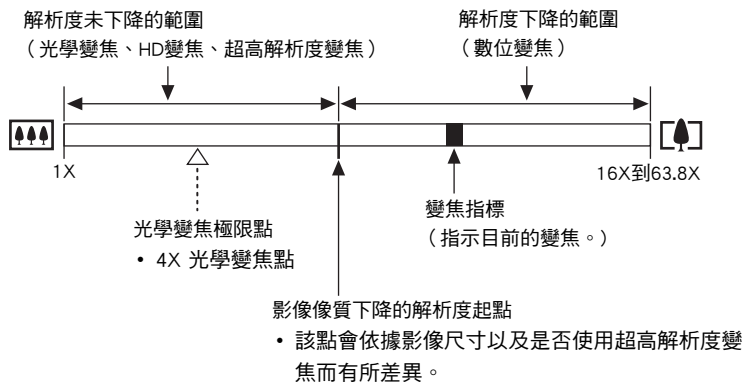 解析度未下降的範圍
（光學變焦、HD變焦、超高解析度變焦）
解析度下降的範圍
（數位變焦）
1X
16X到63.8X
光學變焦極限點
• 4X 光學變焦點
變焦指標
（指示目前的變焦。）
影像像質下降的解析度起點
• 該點會依據影像尺寸以及是否使用超高解析度變
焦而有所差異。